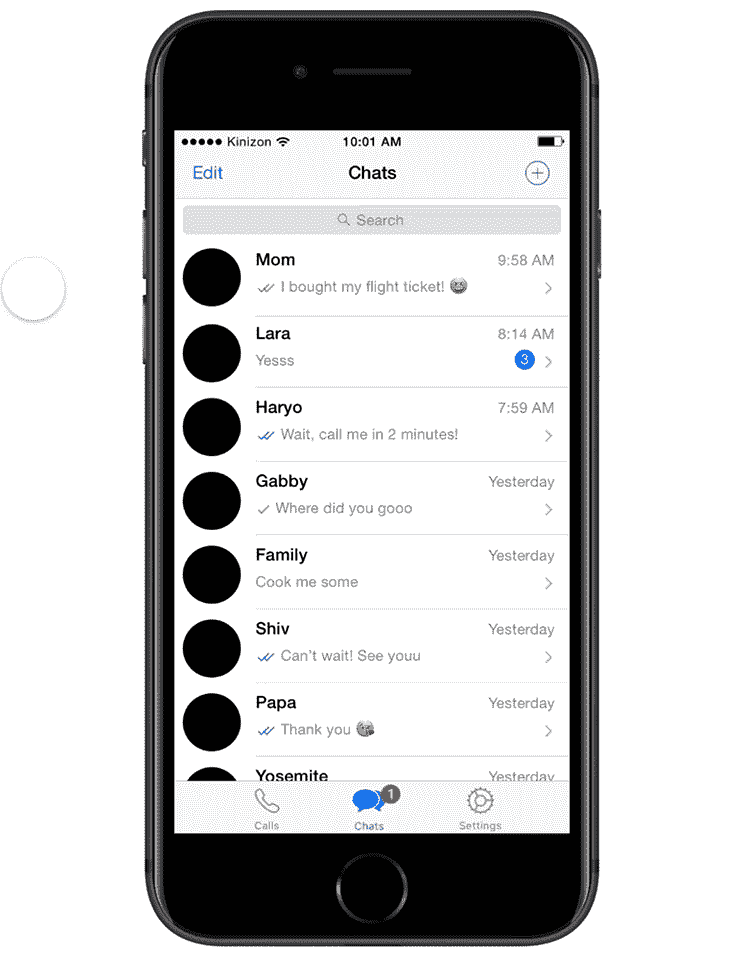 Kinizon 10:01 AM
Edit Chats
Search
Mom 9:58 AM
I bought my flight ticket!
Lara 8:14 AM
Yesss 3
Haryo 7:59 AM
Wait, call me in 2 minutes!
Gabby Yesterday
Where did you gooo
Family Yesterday
Cook me some
Shiv Yesterday
Can't wait! See youu
Papa Yesterday
Thank you
Yosemite Yesterday
1
Calls Chats Settings